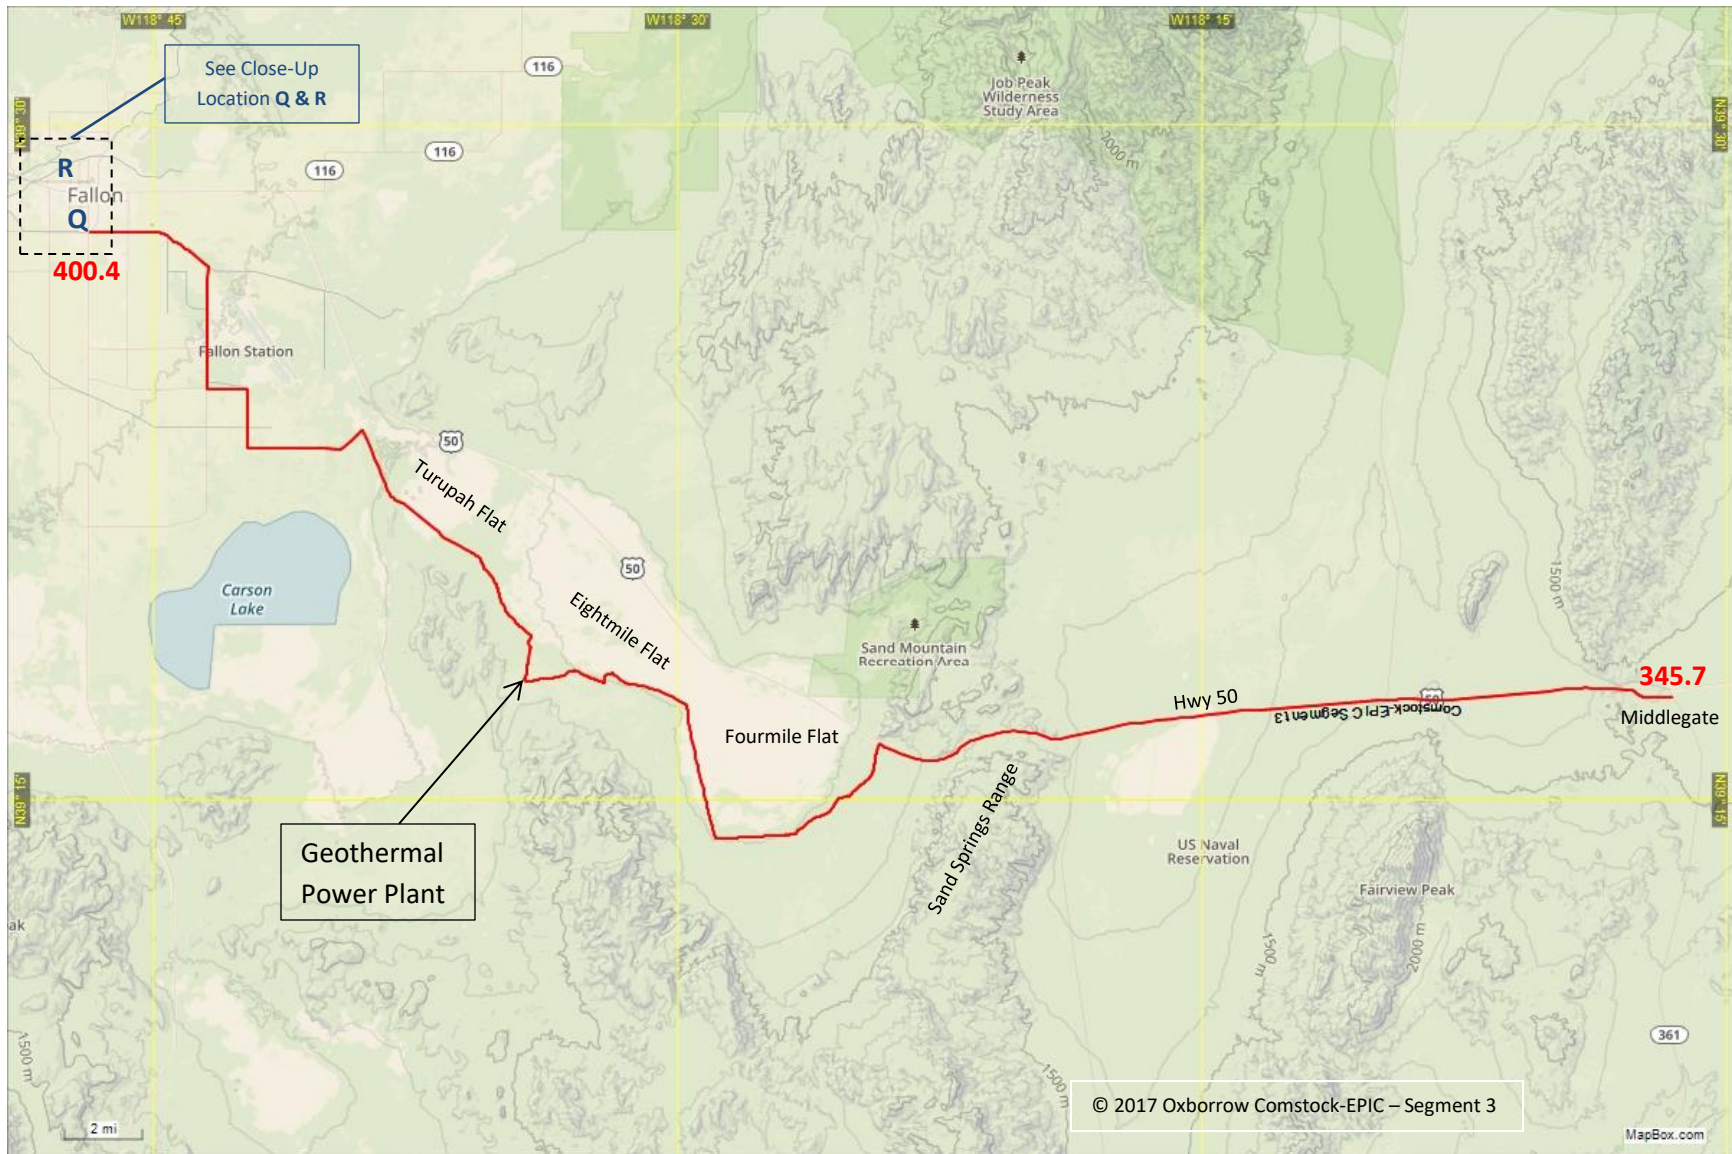 W118° 45'
W118° 30'
W118° 15'
See Close-Up
Location Q & R
116
Job Peak
Wilderness
Study Area
N39° 30'
N39° 30'
2000 m
116
116
R
Fallon
Q
400.4
Fallon Station
50
Turupah Flat
50
1500 m
Carson
Lake
Eightmile Flat
Sand Mountain
Recreation Area
345.7
Hwy 50
50
Comstock-EPIC Segment 3
Middlegate
Fourmile Flat
N39° 15'
N39° 15'
Sand Springs Range
Geothermal
Power Plant
US Naval
Reservation
Fairview Peak
ak
1500 m
2000 m
361
1500 m
1500 m
© 2017 Oxborrow Comstock-EPIC – Segment 3
2 mi
MapBox.com